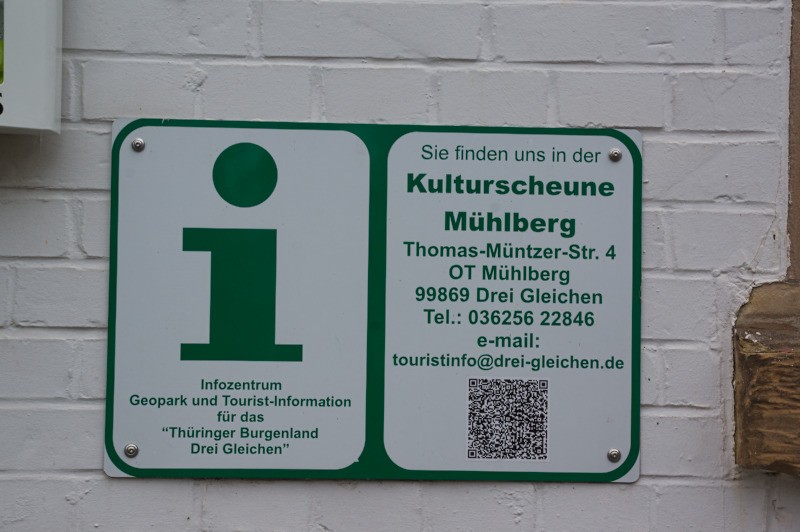 i
Infozentrum
Geopark und Tourist-Information
für das
“Thüringer Burgenland
Drei Gleichen”
Sie finden uns in der
Kulturscheune
Mühlberg
Thomas-Müntzer-Str. 4
OT Mühlberg
99869 Drei Gleichen
Tel.: 036256 22846
e-mail:
touristinfo@drei-gleichen.de